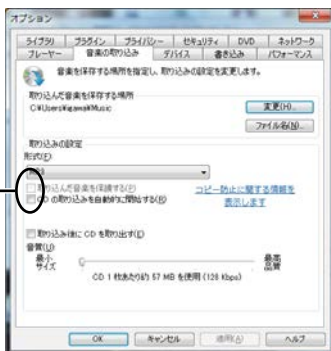 オプション
ライブラリ プラグイン プライバシー セキュリティ DVD ネットワーク
プレーヤー 音楽の取り込み デバイス 書き込み パフォーマンス
音楽を保存する場所を指定し、取り込みの設定を変更します。
取り込んだ音楽を保存する場所
変更(H)...
ファイル名(N)...
取り込みの設定
形式(F):
取り込んだ音楽を保護する(P)
CD の取り込みを自動的に開始する(R)
コピー防止に関する情報を
表示します
取り込み後に CD を取り出す(E)
音質(U):
最小
サイズ
最高
品質
CD 1 枚あたり約 57 MB を使用 (128 Kbps)
OK キャンセル 適用(A) ヘルプ